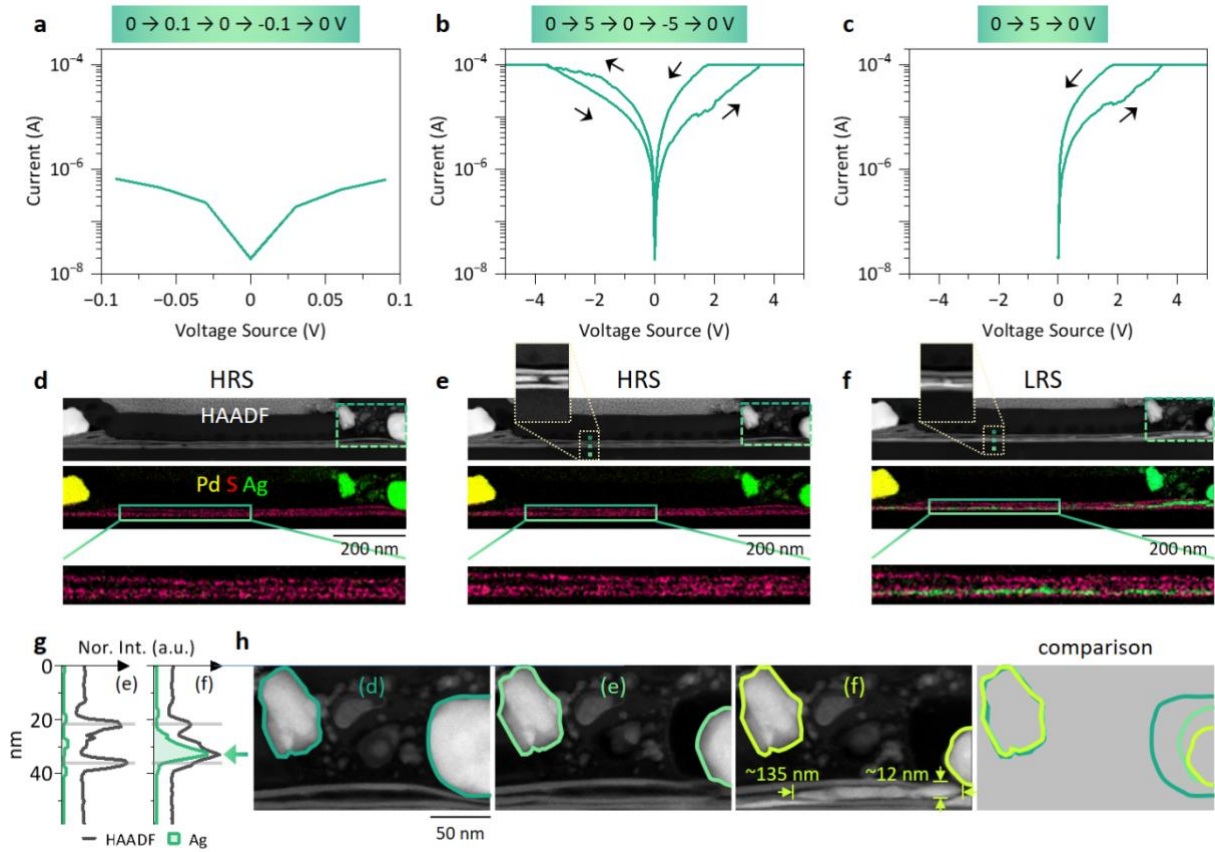 a
0 → 0.1 → 0 → -0.1 → 0 V
b
0 → 5 → 0 → -5 → 0 V
c
0 → 5 → 0 V
Current (A)
10⁻⁴
10⁻⁶
10⁻⁸
−0.1
−0.05
0
0.05
0.1
Voltage Source (V)
Current (A)
10⁻⁴
10⁻⁶
10⁻⁸
−4
−2
0
2
4
Voltage Source (V)
Current (A)
10⁻⁴
10⁻⁶
10⁻⁸
−4
−2
0
2
4
Voltage Source (V)
d
HRS
HAADF
Pd S Ag
200 nm
e
HRS
200 nm
f
LRS
200 nm
g
Nor. Int. (a.u.)
(e)
(f)
0
20
40
nm
HAADF
Ag
h
(d)
50 nm
(e)
(f)
~135 nm
~12 nm
comparison